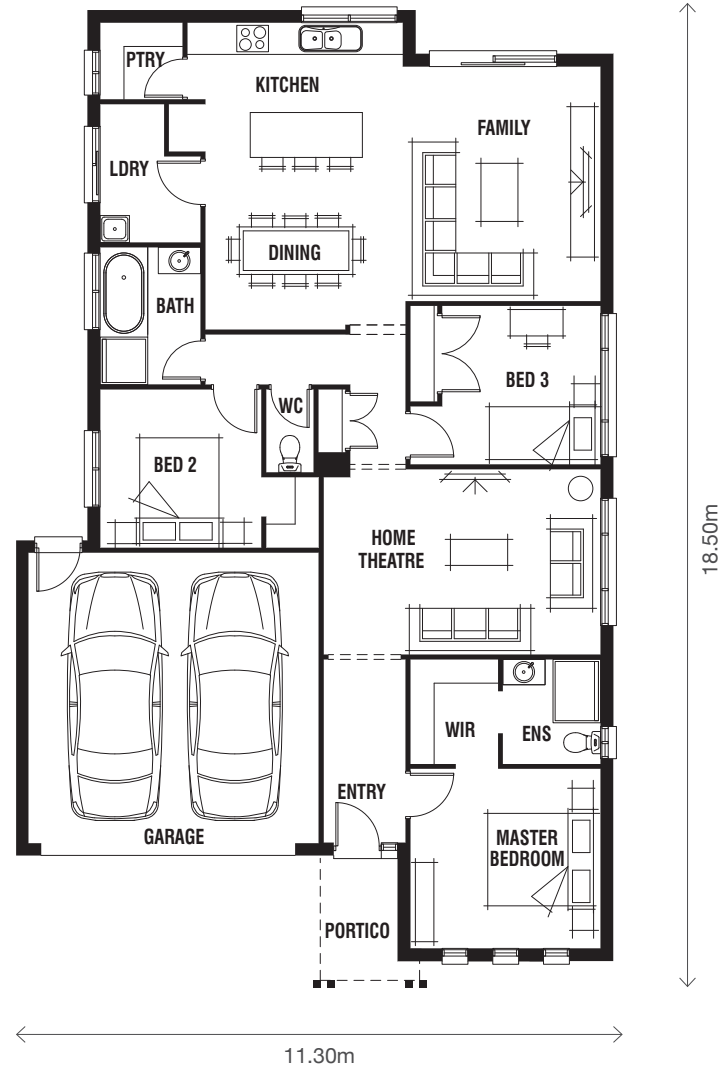 PTRY
KITCHEN
FAMILY
LDRY
DINING
BATH
BED 3
WC
BED 2
HOME
THEATRE
18.50m
WIR
ENS
ENTRY
GARAGE
MASTER
BEDROOM
PORTICO
11.30m